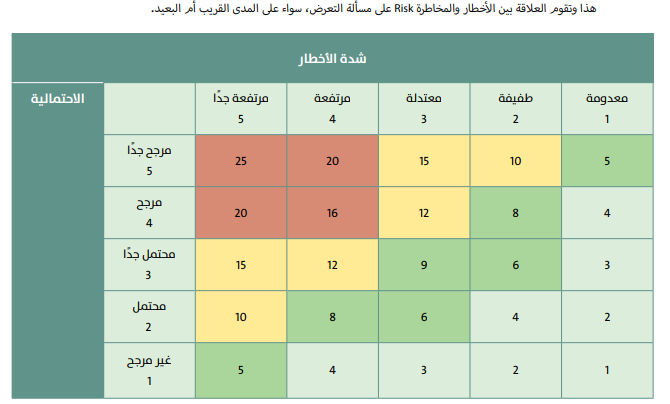 هذا وتقوم العلاقة بين الأخطار والمخاطرة Risk على مسألة التعرض، سواء على المدى القريب أم البعيد.
شدة الأخطار
معدومة طفيفة معتدلة مرتفعة مرتفعة جدًا الاحتمالية
1 2 3 4 5
5 10 15 20 25 مرجح جدًا
5
4 8 12 16 20 مرجح
4
3 6 9 12 15 محتمل جدًا
3
2 4 6 8 10 محتمل
2
1 2 3 4 5 غير مرجح
1